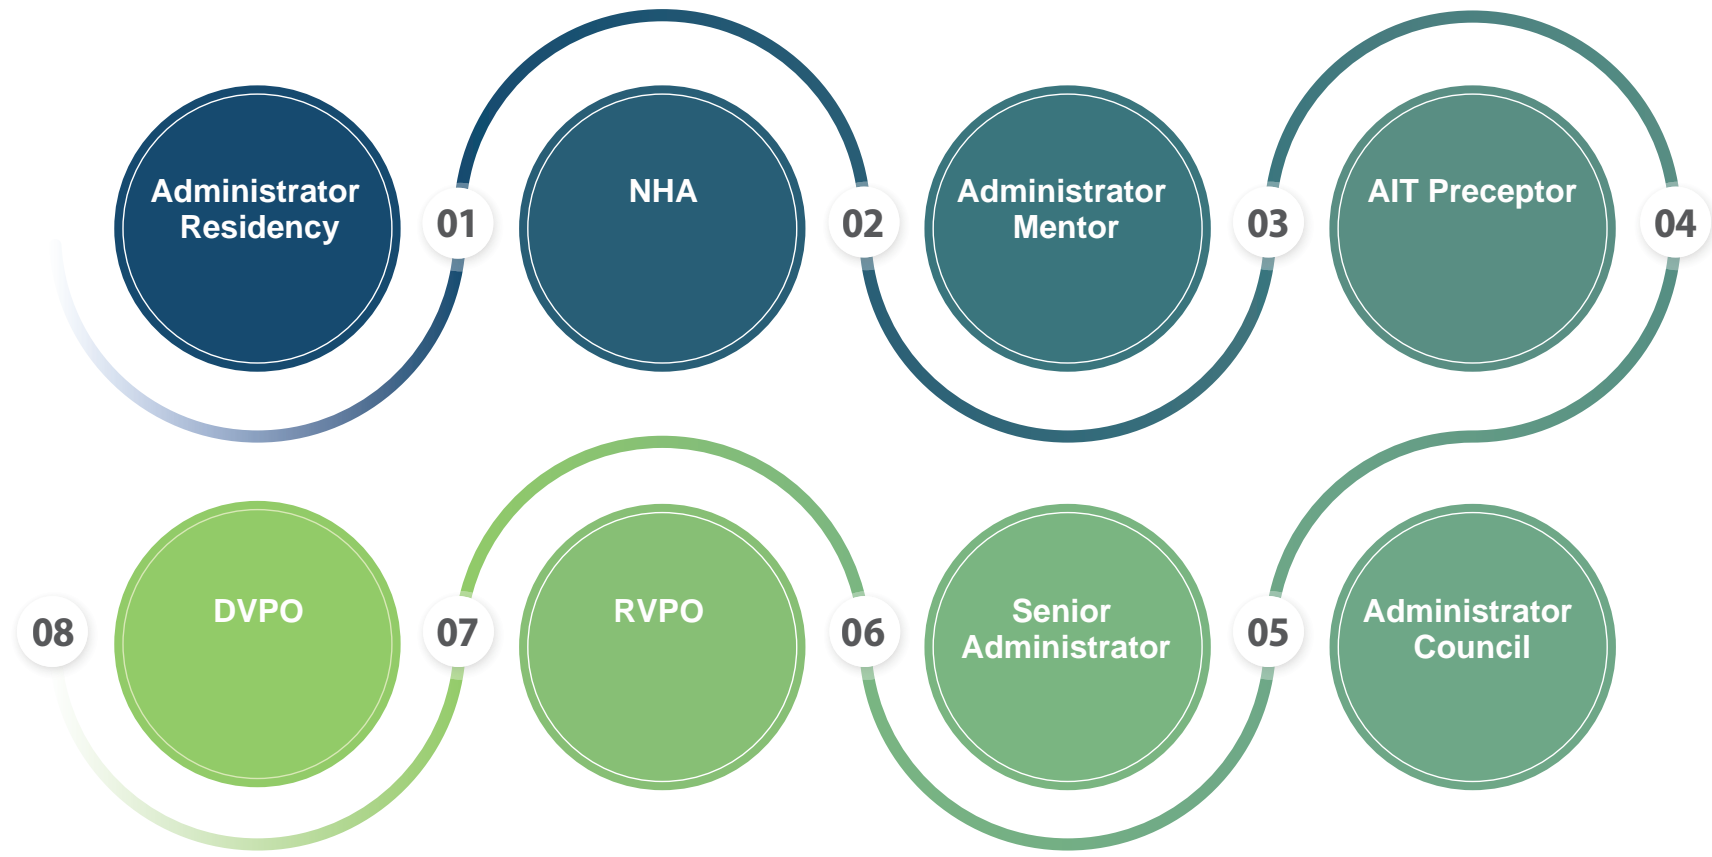 Administrator
Residency
01
NHA
02
Administrator
Mentor
03
AIT Preceptor
04
Administrator
Council
05
Senior
Administrator
06
RVPO
07
DVPO
08